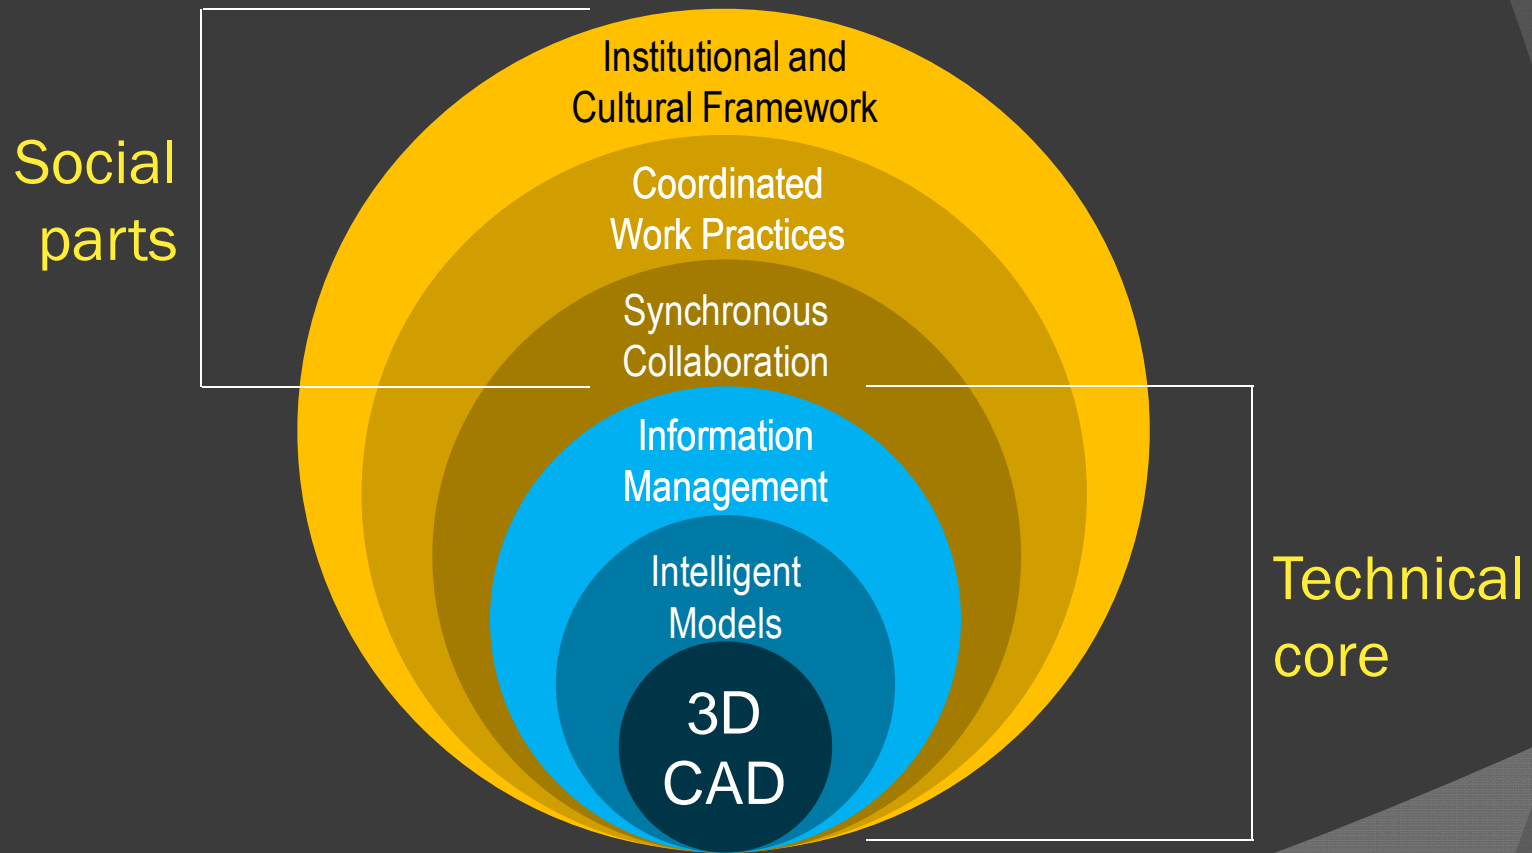 Institutional and
Cultural Framework
Social
parts
Coordinated
Work Practices
Synchronous
Collaboration
Information
Management
Intelligent
Models
Technical
core
3D
CAD